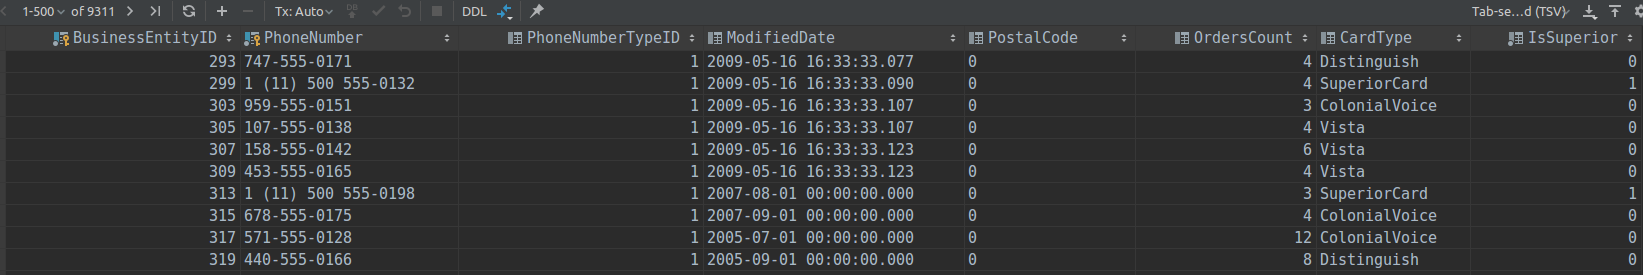 1-500 of 9311 Tx: Auto DB DDL Tab-se...d (TSV)
BusinessEntityID PhoneNumber PhoneNumberTypeID ModifiedDate PostalCode OrdersCount CardType IsSuperior
293 747-555-0171 1 2009-05-16 16:33:33.077 0 4 Distinguish 0
299 1 (11) 500 555-0132 1 2009-05-16 16:33:33.090 0 4 SuperiorCard 1
303 959-555-0151 1 2009-05-16 16:33:33.107 0 3 ColonialVoice 0
305 107-555-0138 1 2009-05-16 16:33:33.107 0 4 Vista 0
307 158-555-0142 1 2009-05-16 16:33:33.123 0 6 Vista 0
309 453-555-0165 1 2009-05-16 16:33:33.123 0 4 Vista 0
313 1 (11) 500 555-0198 1 2007-08-01 00:00:00.000 0 3 SuperiorCard 1
315 678-555-0175 1 2007-09-01 00:00:00.000 0 4 ColonialVoice 0
317 571-555-0128 1 2005-07-01 00:00:00.000 0 12 ColonialVoice 0
319 440-555-0166 1 2005-09-01 00:00:00.000 0 8 Distinguish 0